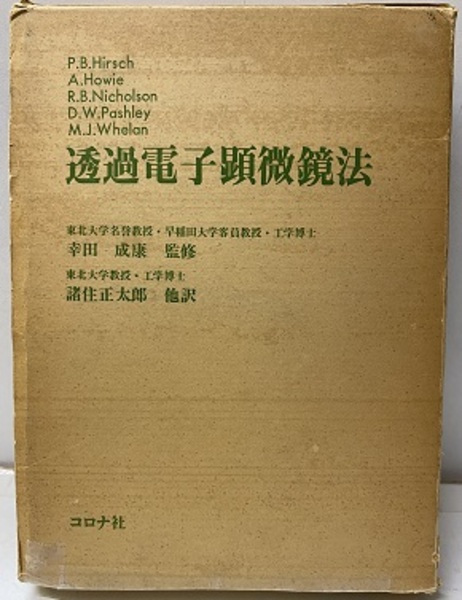 P.B.Hirsch
A.Howie
R.B.Nicholson
D.W.Pashley
M.J.Whelan
透過電子顕微鏡法
東北大学名誉教授・早稲田大学客員教授・工学博士
幸田 成康 監修
東北大学教授・工学博士
諸住正太郎 他訳
コロナ社